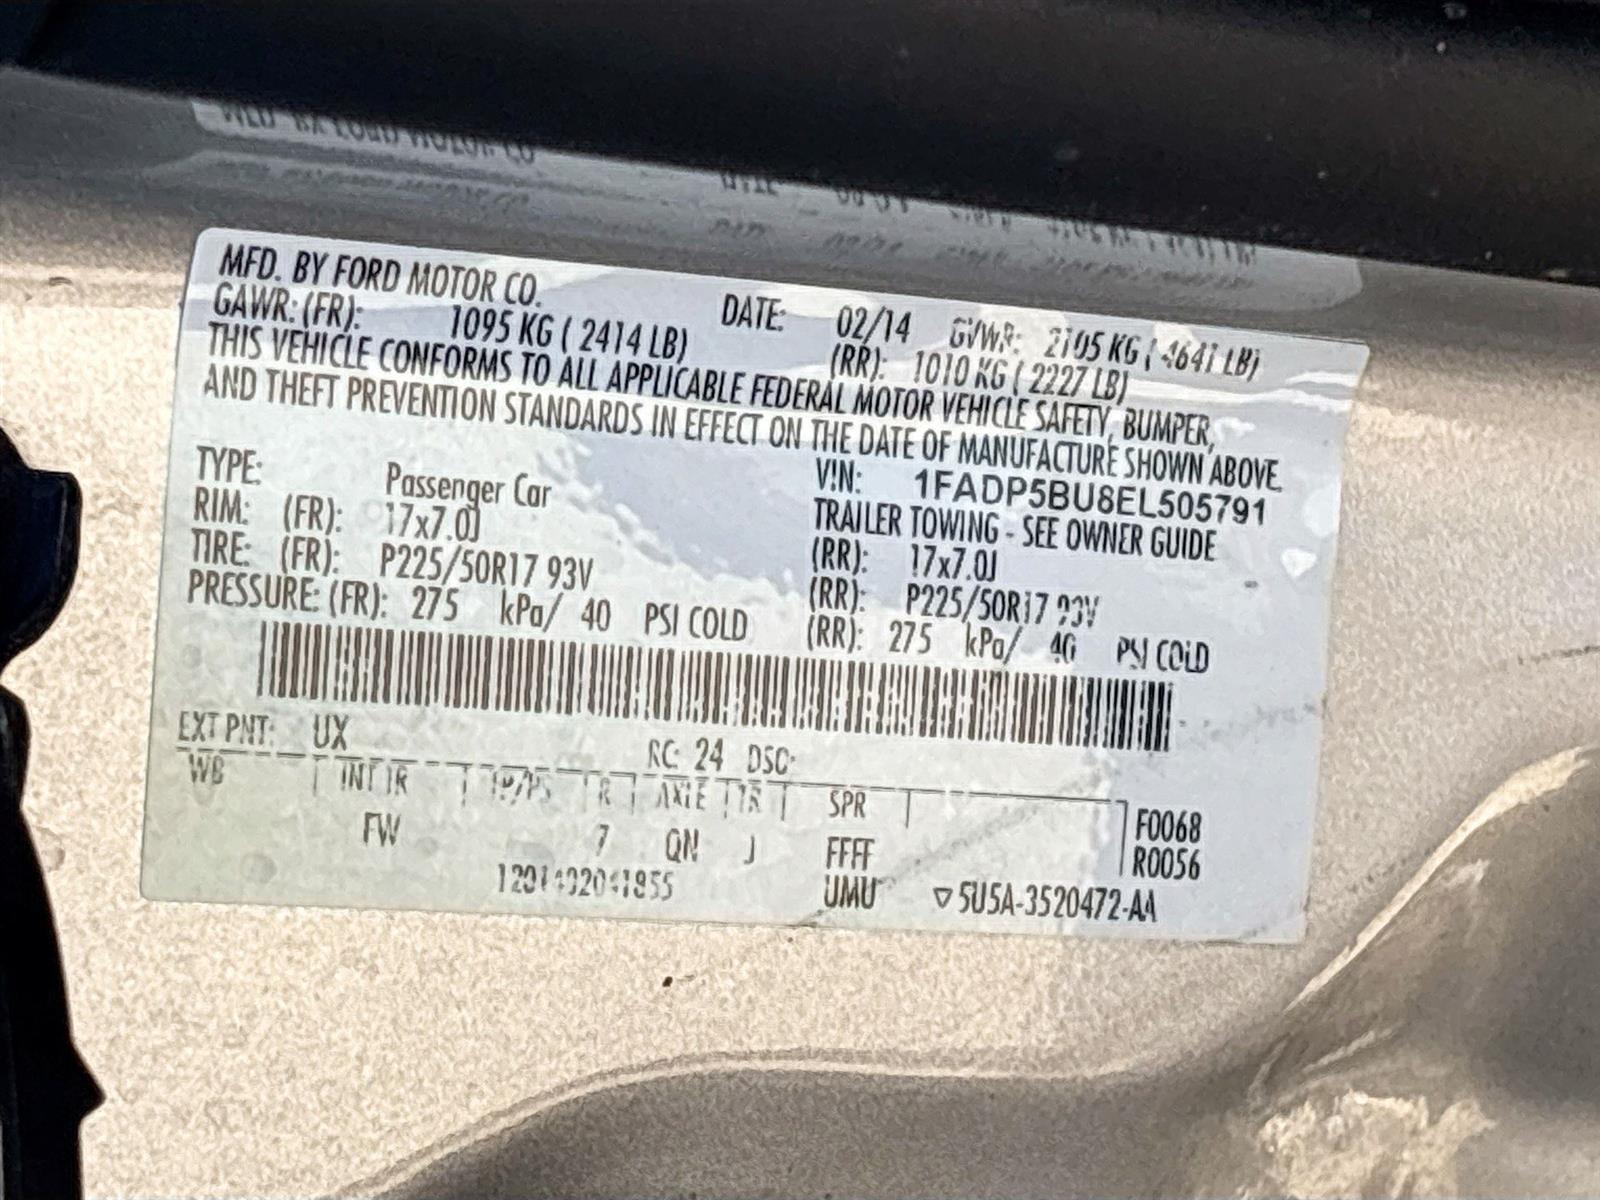 MFD. BY FORD MOTOR CO. DATE: 02/14 GVWR: 2105 KG ( 4641 LB)
GAWR: (FR): 1095 KG ( 2414 LB) (RR): 1010 KG ( 2227 LB)
THIS VEHICLE CONFORMS TO ALL APPLICABLE FEDERAL MOTOR VEHICLE SAFETY, BUMPER,
AND THEFT PREVENTION STANDARDS IN EFFECT ON THE DATE OF MANUFACTURE SHOWN ABOVE.
VIN: 1FADP5BU8EL505791
TYPE: Passenger Car TRAILER TOWING - SEE OWNER GUIDE
RIM: (FR): 17x7.0J (RR): 17x7.0J
TIRE: (FR): P225/50R17 93V (RR): P225/50R17 93V
PRESSURE: (FR): 275 kPa/ 40 PSI COLD (RR): 275 kPa/ 40 PSI COLD
EXT PNT: UX RC: 24 DSO:
WB INT TR TP/PS R AXLE TR SPR
FW 7 QN J FFFF
F0068
R0056
UMU ▽5U5A-3520472-AA